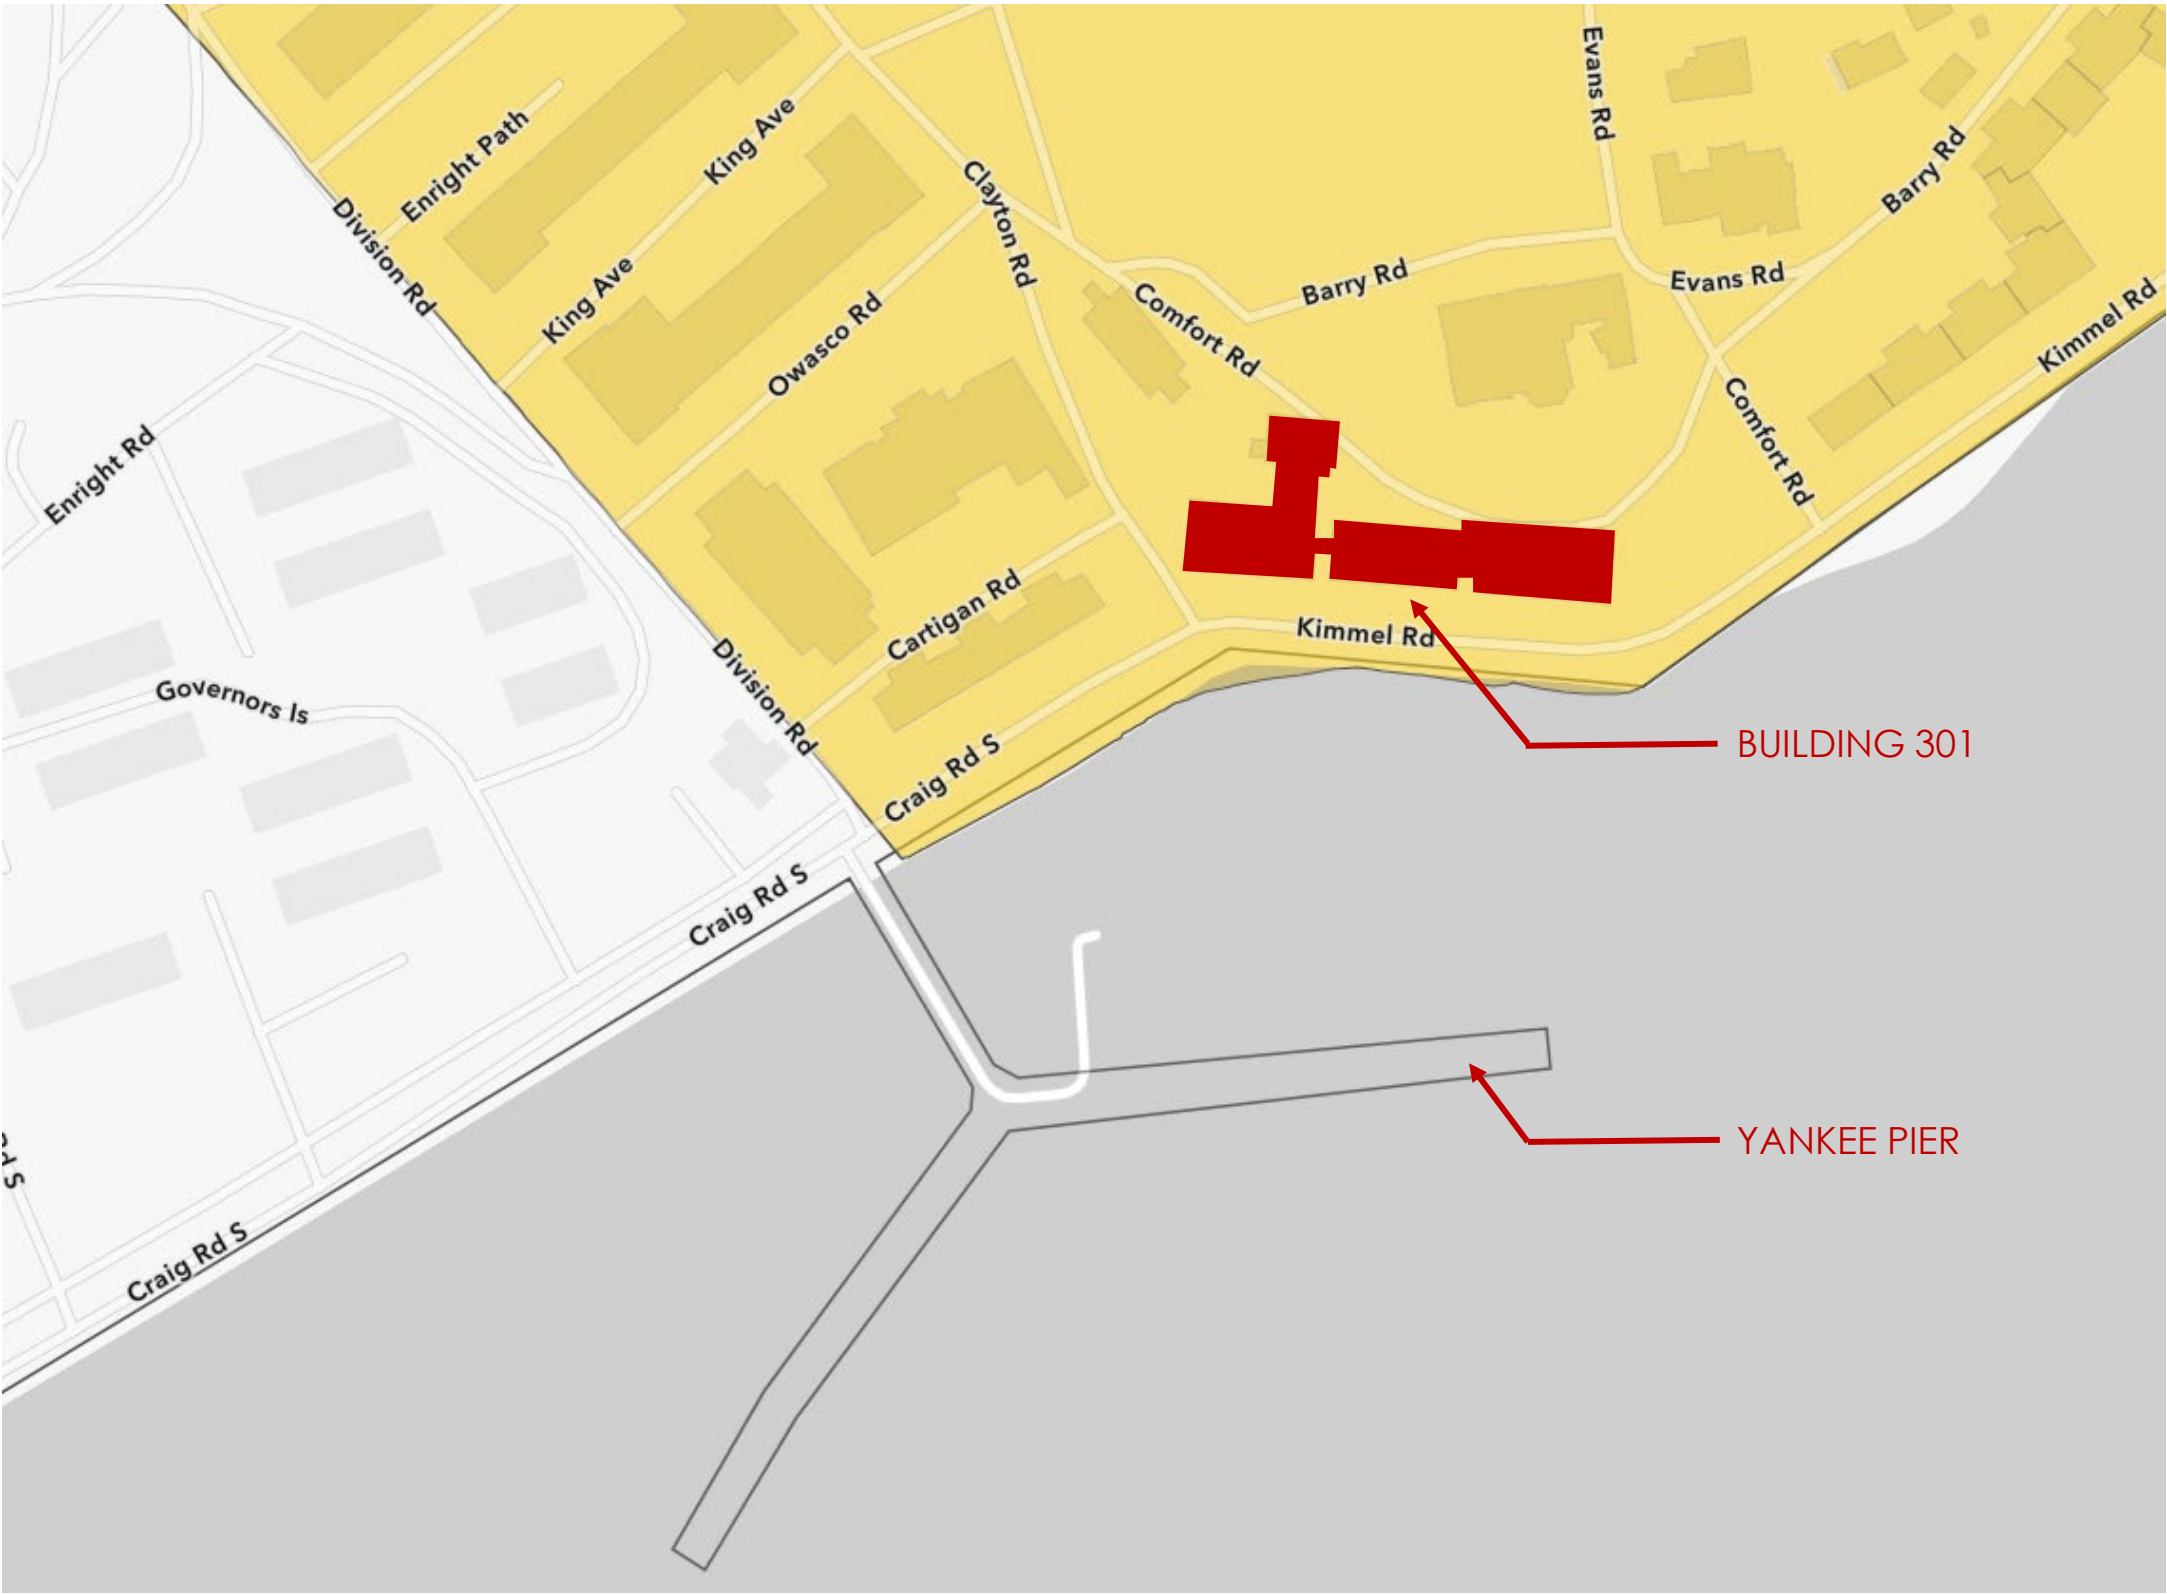 Evans Rd
King Ave
Enright Path
Barry Rd
Clayton Rd
Division Rd
King Ave
Barry Rd
Evans Rd
Owasco Rd
Comfort Rd
Kimmel Rd
Comfort Rd
Enright Rd
Cartigan Rd
Kimmel Rd
Governors Is
Division Rd
BUILDING 301
Craig Rd S
Craig Rd S
YANKEE PIER
Rd S
Craig Rd S